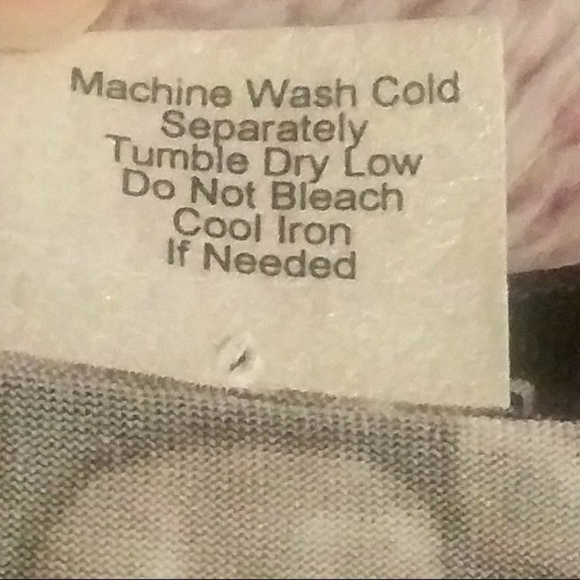 Machine Wash Cold
Separately
Tumble Dry Low
Do Not Bleach
Cool Iron
If Needed